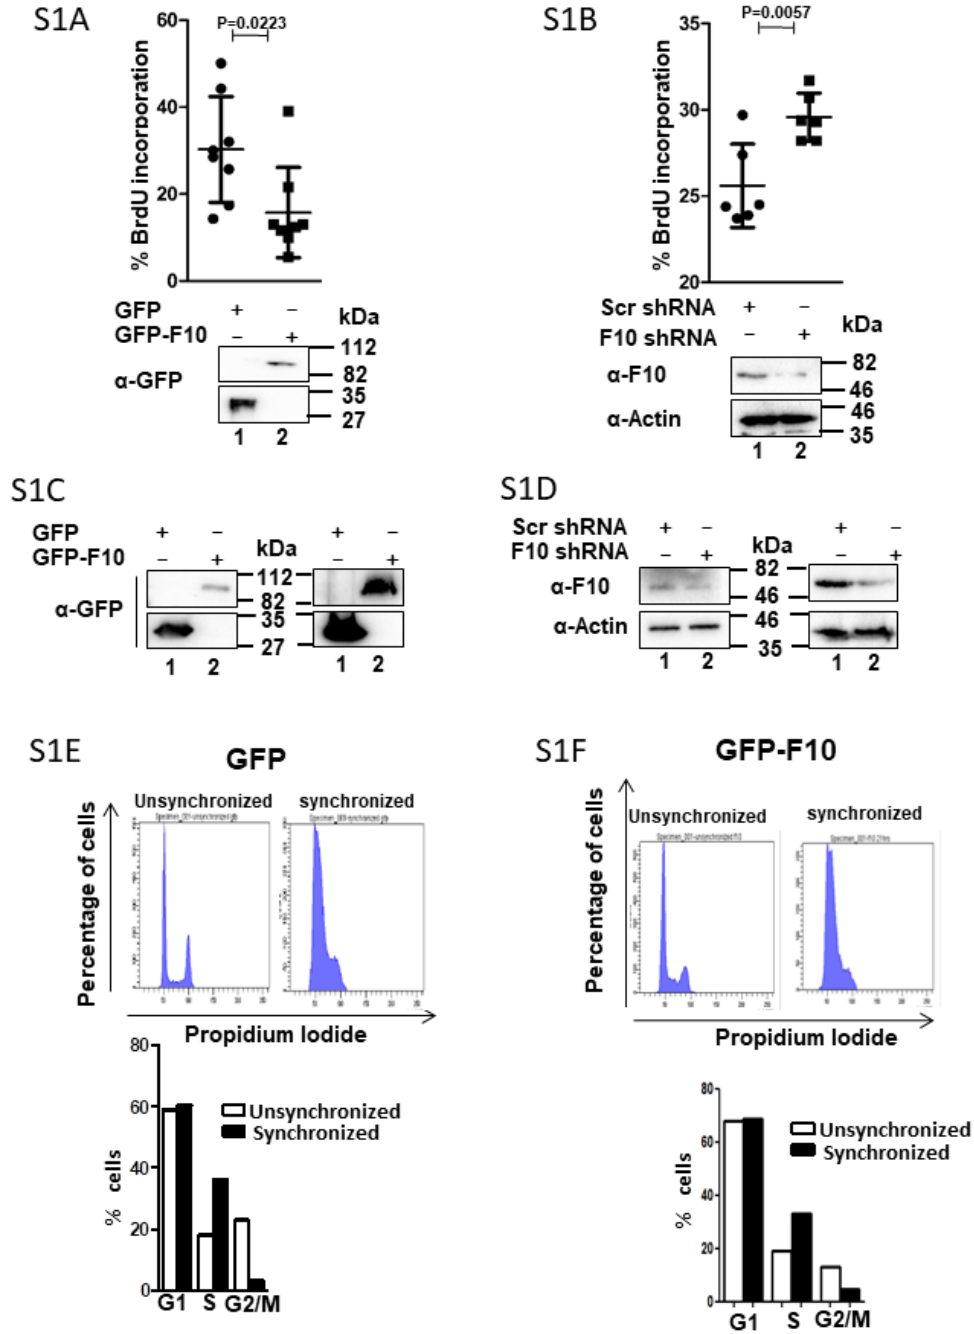 S1A
P=0.0223
60
40
20
0
% BrdU incorporation
GFP + −
GFP-F10 − +
kDa
112
82
α-GFP
35
27
1 2
S1B
P=0.0057
35
30
25
20
% BrdU incorporation
Scr shRNA + −
F10 shRNA − +
kDa
82
α-F10
46
α-Actin
46
35
1 2
S1C
GFP + − + −
GFP-F10 − + − +
kDa
112
82
α-GFP
35
27
1 2 1 2
S1D
Scr shRNA + − + −
F10 shRNA − + − +
kDa
82
α-F10
46
46
α-Actin
35
1 2 1 2
S1E
GFP
Unsynchronized synchronized
Percentage of cells
Propidium Iodide
80
60
40
20
0
% cells
Unsynchronized
Synchronized
G1 S G2/M
S1F
GFP-F10
Unsynchronized synchronized
Percentage of cells
Propidium Iodide
80
60
40
20
0
% cells
Unsynchronized
Synchronized
G1 S G2/M